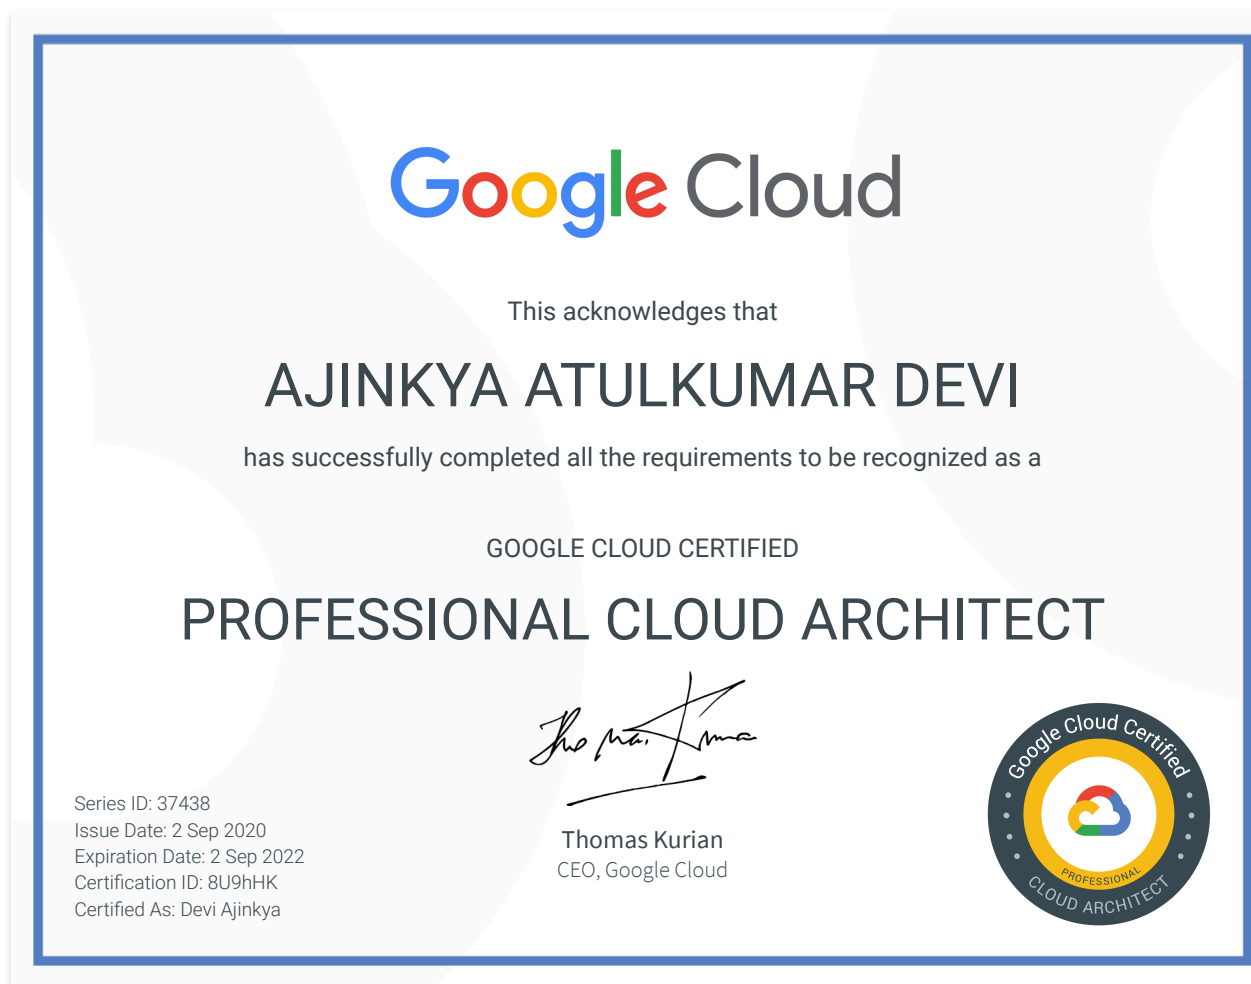 Google Cloud
This acknowledges that
AJINKYA ATULKUMAR DEVI
has successfully completed all the requirements to be recognized as a
GOOGLE CLOUD CERTIFIED
PROFESSIONAL CLOUD ARCHITECT
Thomas Kurian
CEO, Google Cloud
Series ID: 37438
Issue Date: 2 Sep 2020
Expiration Date: 2 Sep 2022
Certification ID: 8U9hHK
Certified As: Devi Ajinkya
Google Cloud Certified
PROFESSIONAL
CLOUD ARCHITECT